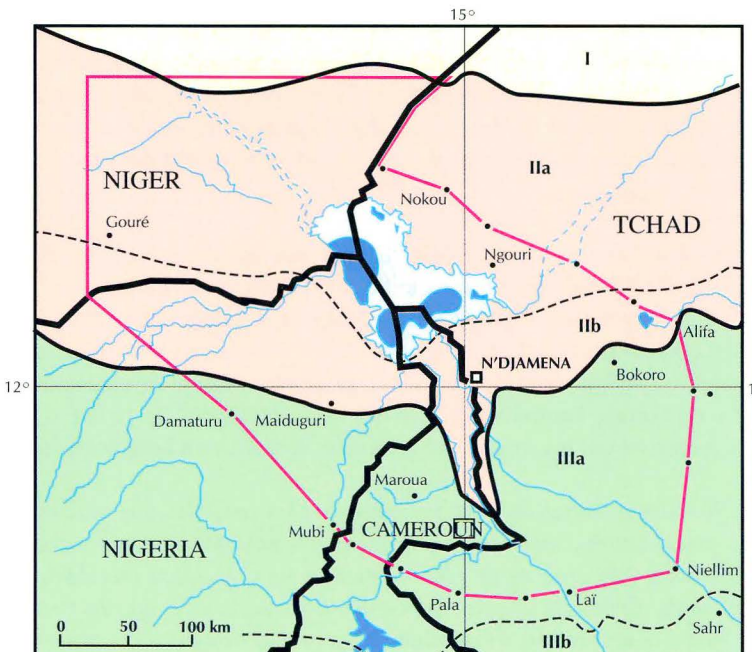 15°
I
IIa
NIGER
Nokou
TCHAD
Gouré
Ngouri
IIb
Alifa
N'DJAMENA
Bokoro
12°
1
Damaturu
Maiduguri
IIIa
Maroua
Mubi
CAMEROUN
NIGERIA
Niellim
Pala
Laï
Sahr
0 50 100 km
IIIb